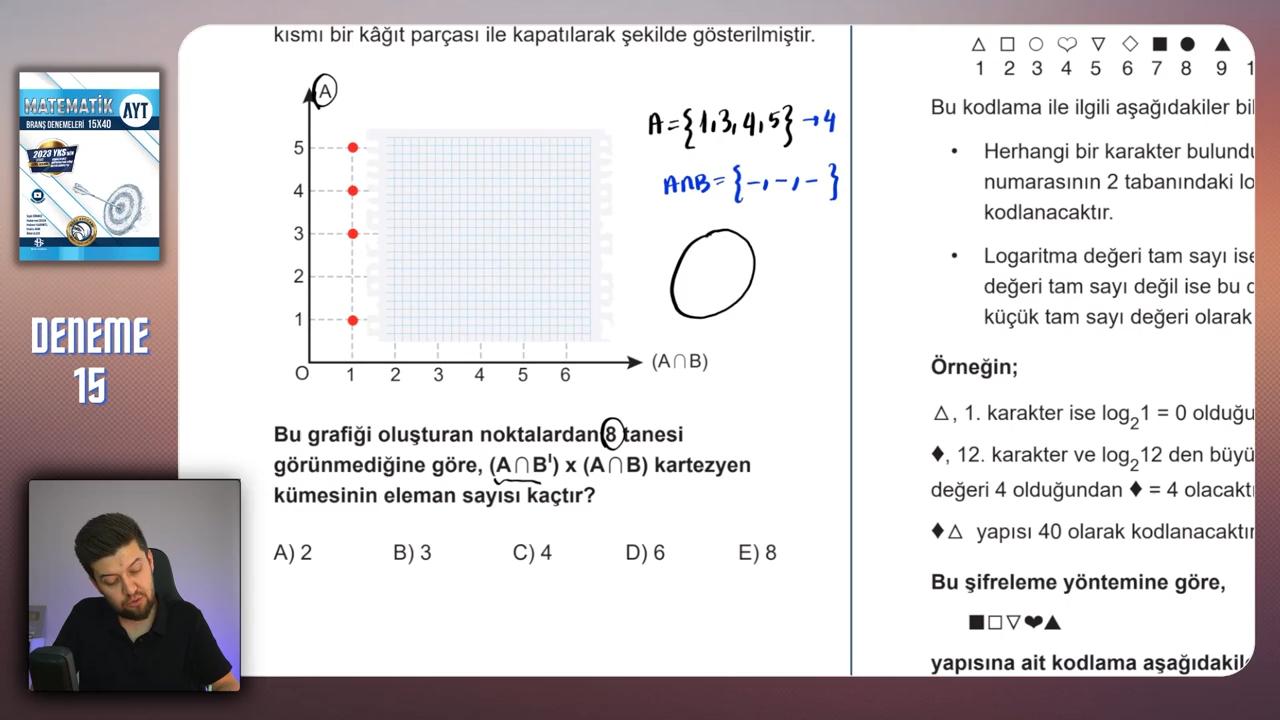 MATEMATİK AYT
BRANŞ DENEMELERİ 15X40
2023 YKS'NİN
DENEME
15
kısmı bir kâğıt parçası ile kapatılarak şekilde gösterilmiştir.
A
5
4
3
2
1
O 1 2 3 4 5 6 (A∩B)
A={1,3,4,5} →4
A∩B={-,-,-}
Bu grafiği oluşturan noktalardan 8 tanesi
görünmediğine göre, (A∩B') x (A∩B) kartezyen
kümesinin eleman sayısı kaçtır?
A) 2 B) 3 C) 4 D) 6 E) 8
△ □ ○ ♡ ▽ ◇ ■ ● ▲
1 2 3 4 5 6 7 8 9 1
Bu kodlama ile ilgili aşağıdakiler bil
• Herhangi bir karakter bulundu
numarasının 2 tabanındaki lo
kodlanacaktır.
• Logaritma değeri tam sayı ise
değeri tam sayı değil ise bu d
küçük tam sayı değeri olarak
Örneğin;
△, 1. karakter ise log₂1 = 0 olduğu
♦, 12. karakter ve log₂12 den büyü
değeri 4 olduğundan ♦ = 4 olacaktı
♦△ yapısı 40 olarak kodlanacaktır
Bu şifreleme yöntemine göre,
■□▽❤▲
yapısına ait kodlama aşağıdakile